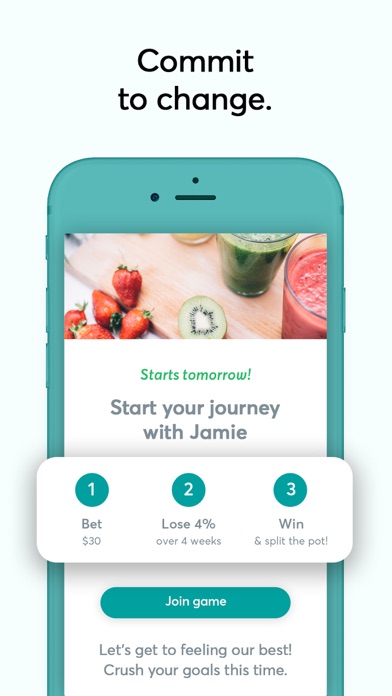 Commit
to change.
Starts tomorrow!
Start your journey
with Jamie
1 2 3
Bet Lose 4% Win
$30 over 4 weeks & split the pot!
Join game
Let's get to feeling our best!
Crush your goals this time.